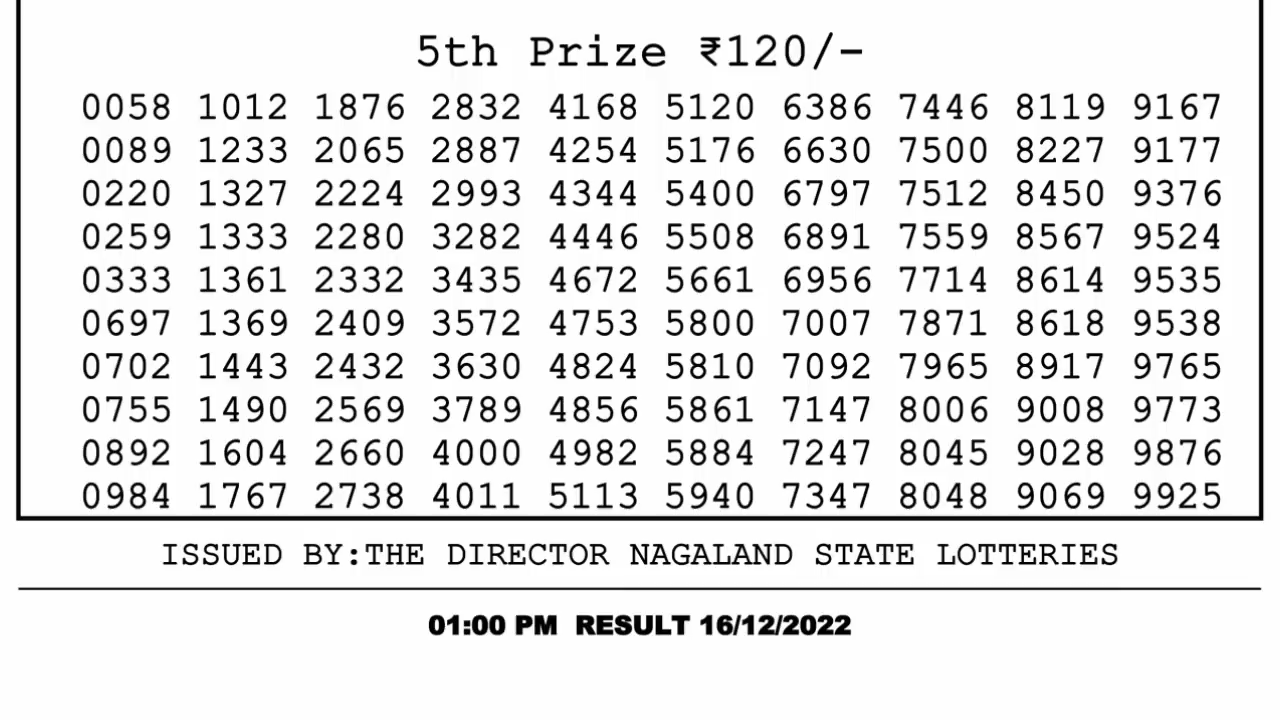 5th Prize ₹120/-
0058 1012 1876 2832 4168 5120 6386 7446 8119 9167
0089 1233 2065 2887 4254 5176 6630 7500 8227 9177
0220 1327 2224 2993 4344 5400 6797 7512 8450 9376
0259 1333 2280 3282 4446 5508 6891 7559 8567 9524
0333 1361 2332 3435 4672 5661 6956 7714 8614 9535
0697 1369 2409 3572 4753 5800 7007 7871 8618 9538
0702 1443 2432 3630 4824 5810 7092 7965 8917 9765
0755 1490 2569 3789 4856 5861 7147 8006 9008 9773
0892 1604 2660 4000 4982 5884 7247 8045 9028 9876
0984 1767 2738 4011 5113 5940 7347 8048 9069 9925
ISSUED BY:THE DIRECTOR NAGALAND STATE LOTTERIES
01:00 PM RESULT 16/12/2022